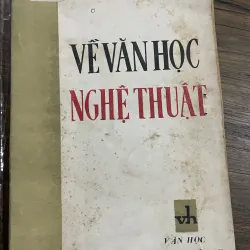 VỀ VĂN HỌC
NGHỆ THUẬT
vh
VĂN HỌC